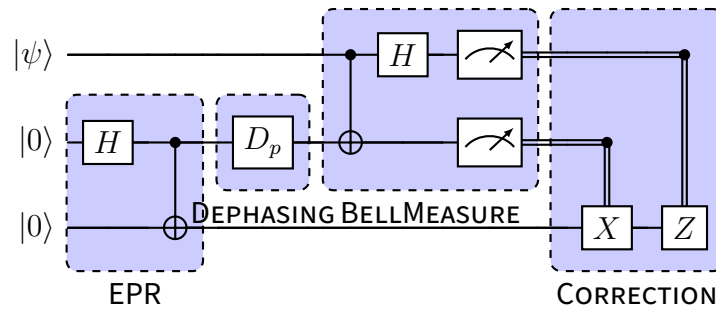 |ψ⟩ H
|0⟩ H D_p
DEPHASING BELLMEASURE
|0⟩ X Z
EPR CORRECTION